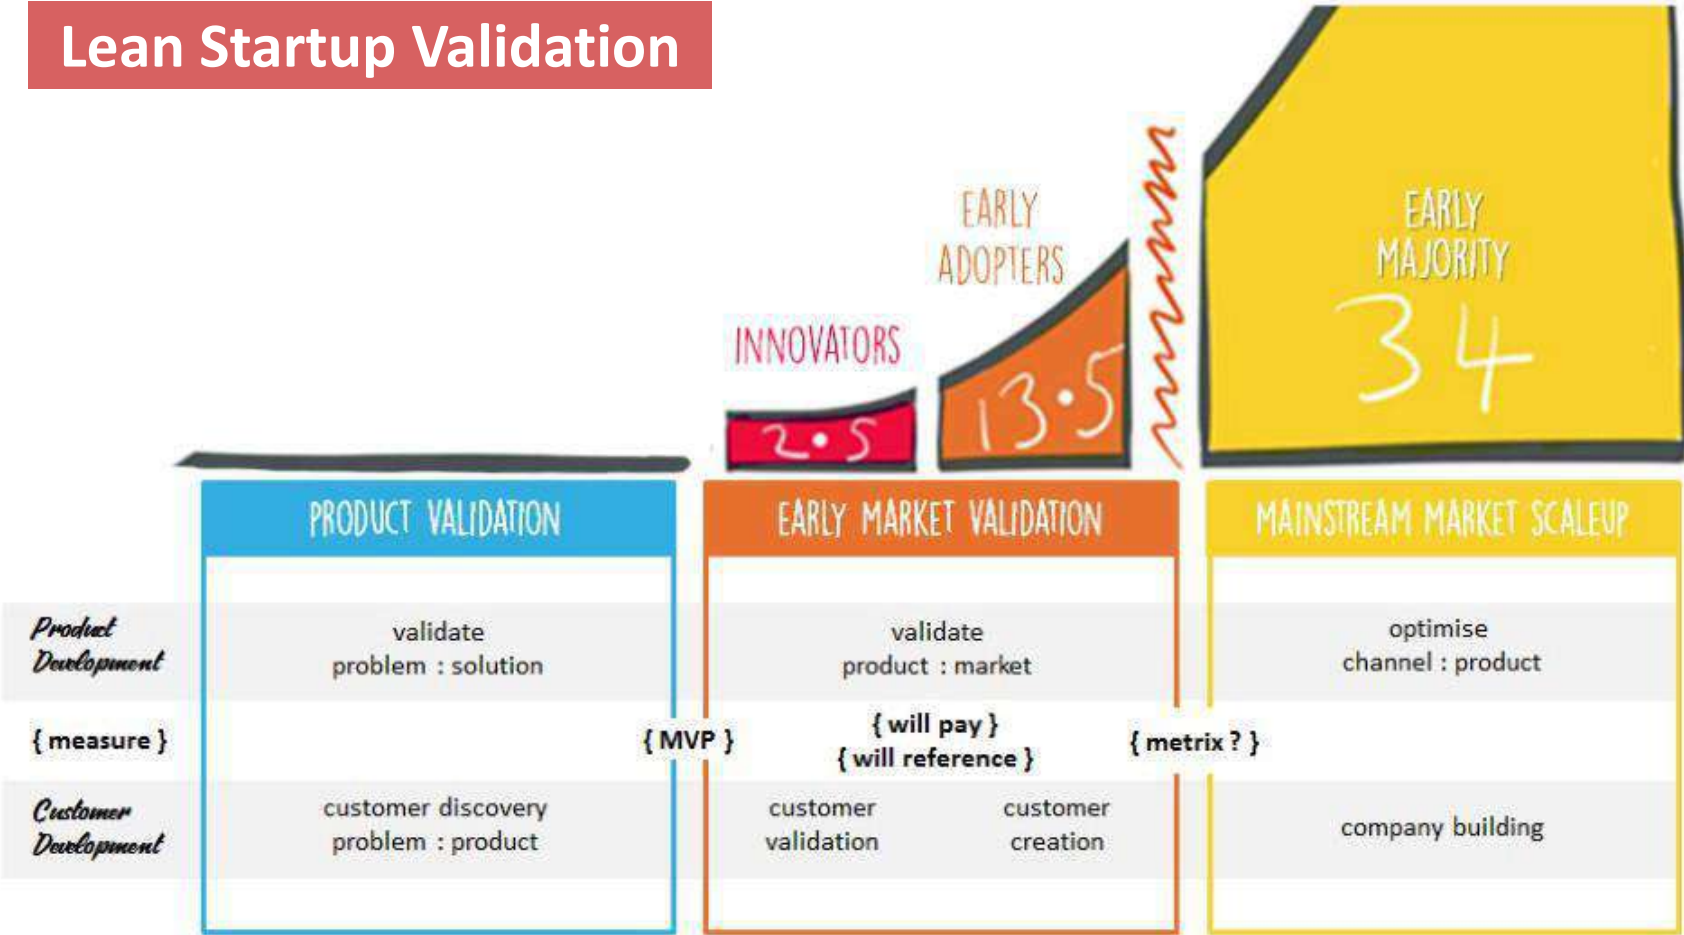 Lean Startup Validation
EARLY
ADOPTERS
INNOVATORS
2.5
13.5
EARLY
MAJORITY
34
PRODUCT VALIDATION
EARLY MARKET VALIDATION
MAINSTREAM MARKET SCALEUP
Product
Development
validate
problem : solution
validate
product : market
optimise
channel : product
{ measure }
{ MVP }
{ will pay }
{ will reference }
{ metrix ? }
Customer
Development
customer discovery
problem : product
customer
validation
customer
creation
company building